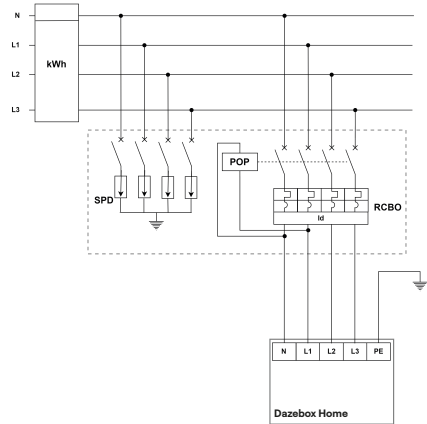 N
L1
kWh
L2
L3
POP
SPD
RCBO
Id
N L1 L2 L3 PE
Dazebox Home